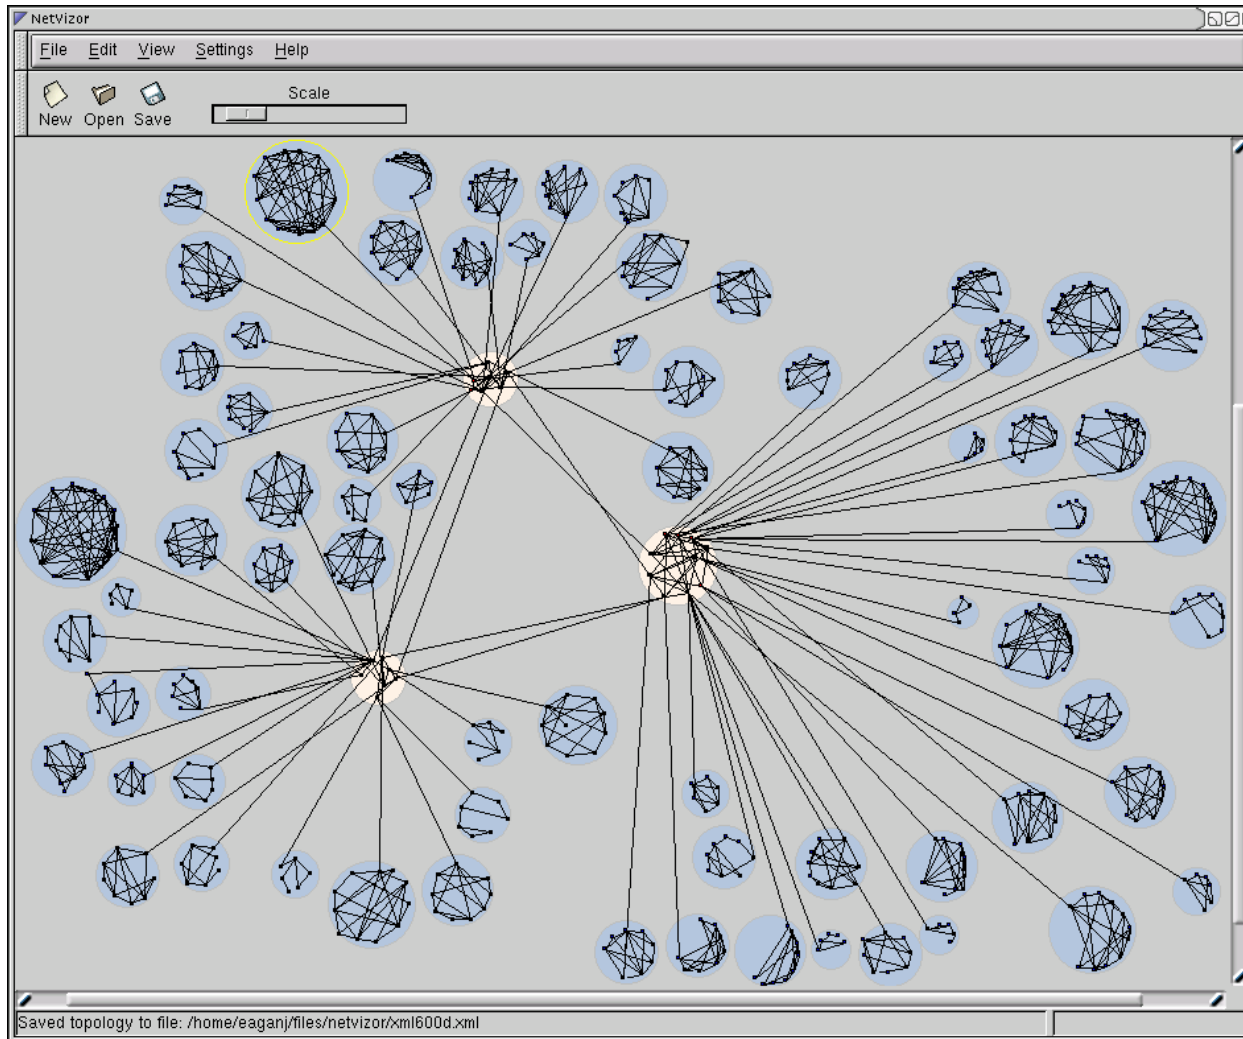 NetVizor
File Edit View Settings Help
Scale
New Open Save
Saved topology to file: /home/eaganj/files/netvizor/xml600d.xml